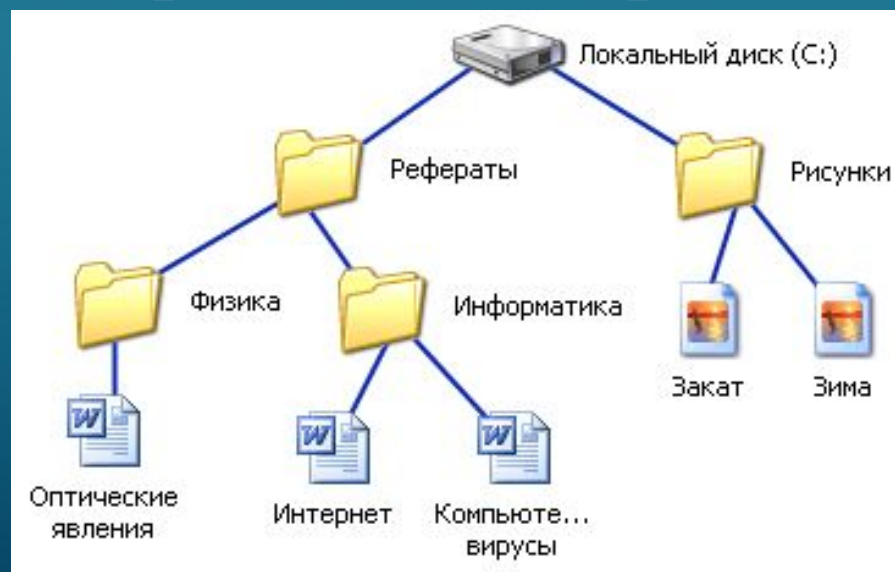 Локальный диск (C:)
Рефераты
Рисунки
Физика
Информатика
Закат
Зима
Оптические
явления
Интернет
Компьюте...
вирусы